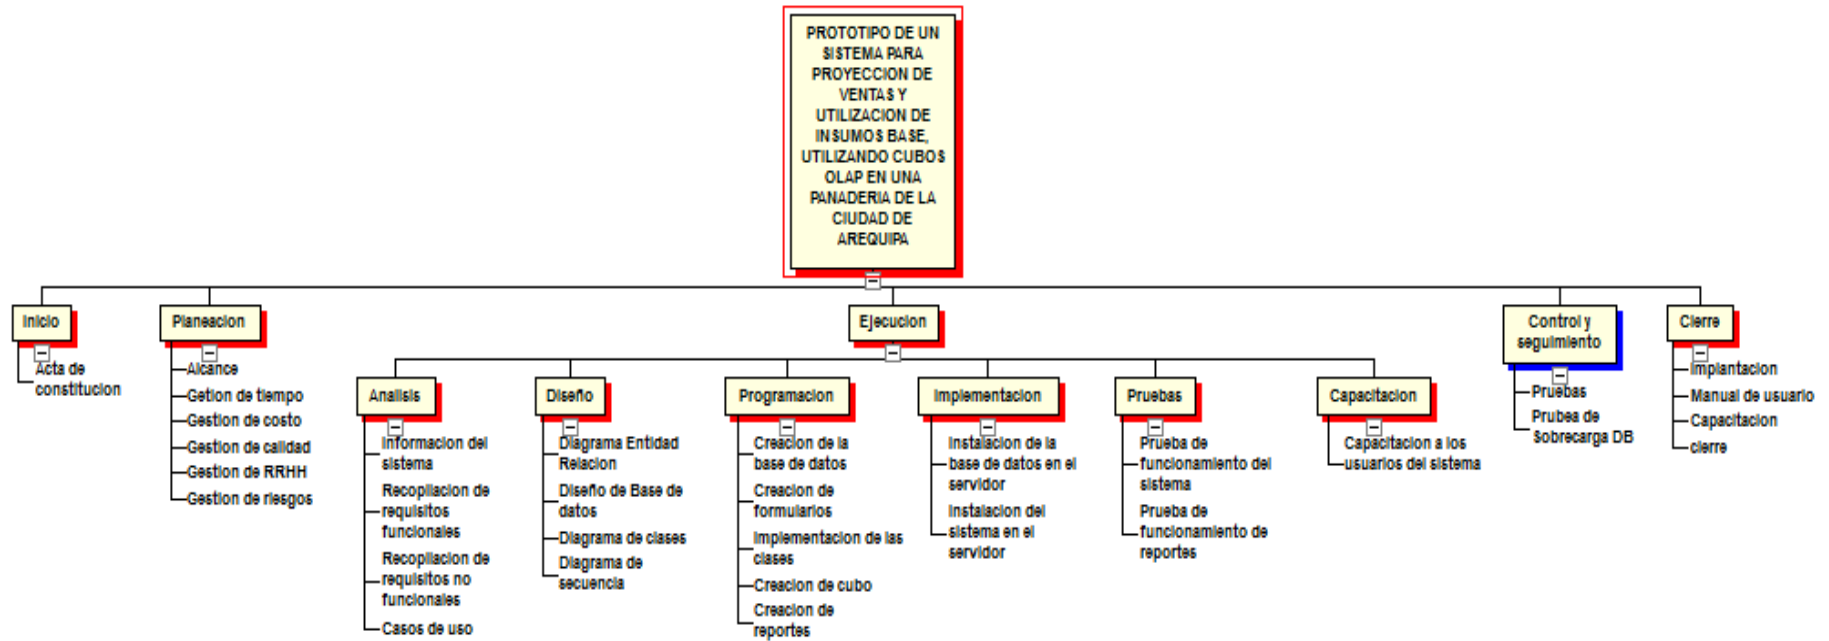 PROTOTIPO DE UN
SISTEMA PARA
PROYECCION DE
VENTAS Y
UTILIZACION DE
INSUMOS BASE,
UTILIZANDO CUBOS
OLAP EN UNA
PANADERIA DE LA
CIUDAD DE
AREQUIPA
Inicio
Acta de
constitucion
Planeacion
Alcance
Getion de tiempo
Gestion de costo
Gestion de calidad
Gestion de RRHH
Gestion de riesgos
Ejecucion
Analisis
Informacion del
sistema
Recopilacion de
requisitos
funcionales
Recopilacion de
requisitos no
funcionales
Casos de uso
Diseño
Diagrama Entidad
Relacion
Diseño de Base de
datos
Diagrama de clases
Diagrama de
secuencia
Programacion
Creacion de la
base de datos
Creacion de
formularios
Implementacion de las
clases
Creacion de cubo
Creacion de
reportes
Implementacion
Instalacion de la
base de datos en el
servidor
Instalacion del
sistema en el
servidor
Pruebas
Prueba de
funcionamiento del
sistema
Prueba de
funcionamiento de
reportes
Capacitacion
Capacitacion a los
usuarios del sistema
Control y
seguimiento
Pruebas
Prubea de
Sobrecarga DB
Cierre
Implantacion
Manual de usuario
Capacitacion
cierre